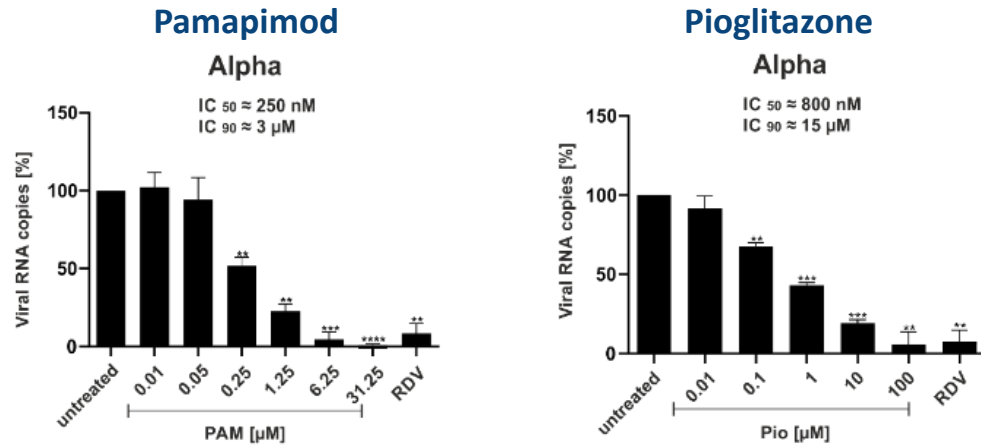 Pamapimod
Alpha
IC 50 ≈ 250 nM
IC 90 ≈ 3 µM
Viral RNA copies [%]
150
100
50
0
** ** *** **** **
untreated 0.01 0.05 0.25 1.25 6.25 31.25 RDV
PAM [µM]
Pioglitazone
Alpha
IC 50 ≈ 800 nM
IC 90 ≈ 15 µM
Viral RNA copies [%]
150
100
50
0
** *** *** ** **
untreated 0.01 0.1 1 10 100 RDV
Pio [µM]